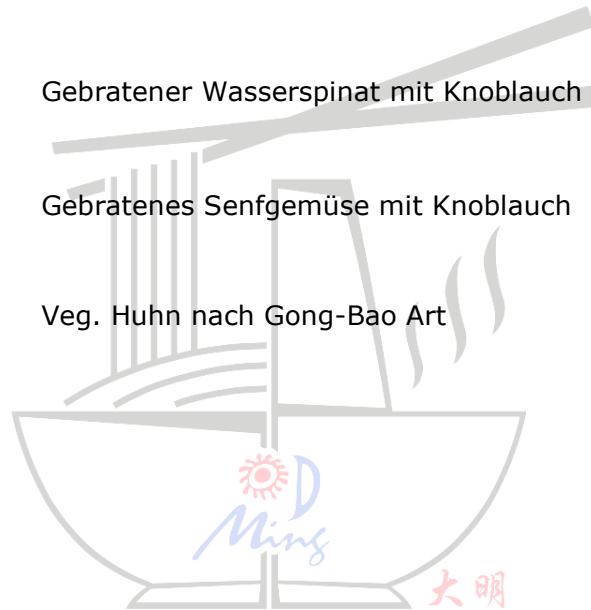 Gebratener Wasserspinat mit Knoblauch
Gebratenes Senfgemüse mit Knoblauch
Veg. Huhn nach Gong-Bao Art
D
Ming
大明